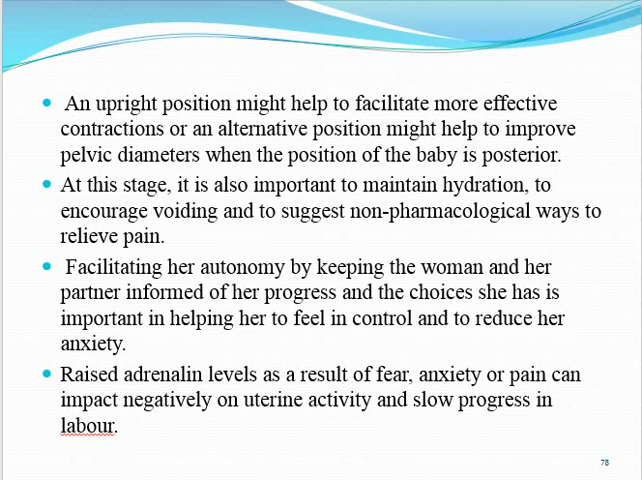 • An upright position might help to facilitate more effective
contractions or an alternative position might help to improve
pelvic diameters when the position of the baby is posterior.
• At this stage, it is also important to maintain hydration, to
encourage voiding and to suggest non-pharmacological ways to
relieve pain.
• Facilitating her autonomy by keeping the woman and her
partner informed of her progress and the choices she has is
important in helping her to feel in control and to reduce her
anxiety.
• Raised adrenalin levels as a result of fear, anxiety or pain can
impact negatively on uterine activity and slow progress in
labour.
78